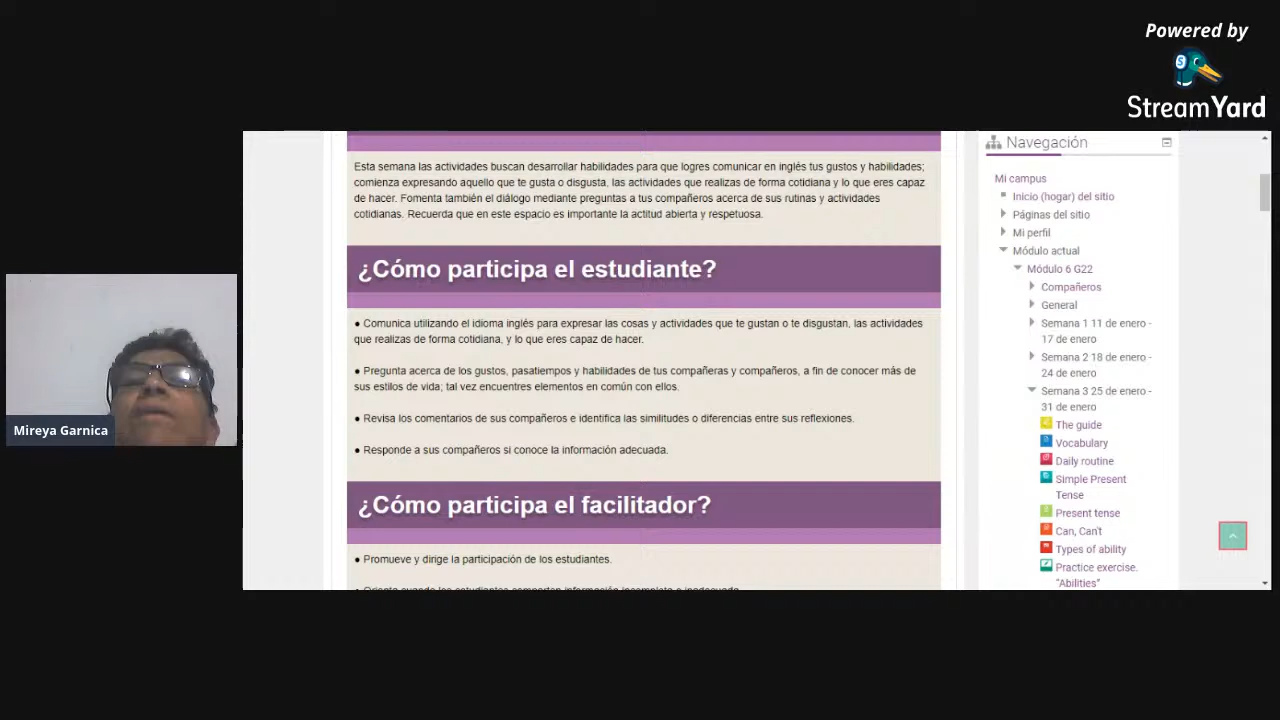 Powered by
StreamYard
Esta semana las actividades buscan desarrollar habilidades para que logres comunicar en inglés tus gustos y habilidades;
comienza expresando aquello que te gusta o disgusta, las actividades que realizas de forma cotidiana y lo que eres capaz
de hacer. Fomenta también el diálogo mediante preguntas a tus compañeros acerca de sus rutinas y actividades
cotidianas. Recuerda que en este espacio es importante la actitud abierta y respetuosa.
¿Cómo participa el estudiante?
● Comunica utilizando el idioma inglés para expresar las cosas y actividades que te gustan o te disgustan, las actividades
que realizas de forma cotidiana, y lo que eres capaz de hacer.
● Pregunta acerca de los gustos, pasatiempos y habilidades de tus compañeras y compañeros, a fin de conocer más de
sus estilos de vida; tal vez encuentres elementos en común con ellos.
● Revisa los comentarios de sus compañeros e identifica las similitudes o diferencias entre sus reflexiones.
● Responde a sus compañeros si conoce la información adecuada.
¿Cómo participa el facilitador?
● Promueve y dirige la participación de los estudiantes.
Navegación
Mi campus
Inicio (hogar) del sitio
Páginas del sitio
Mi perfil
Módulo actual
Módulo 6 G22
Compañeros
General
Semana 1 11 de enero -
17 de enero
Semana 2 18 de enero -
24 de enero
Semana 3 25 de enero -
31 de enero
The guide
Vocabulary
Daily routine
Simple Present
Tense
Present tense
Can, Can't
Types of ability
Practice exercise.
"Abilities"
Mireya Garnica